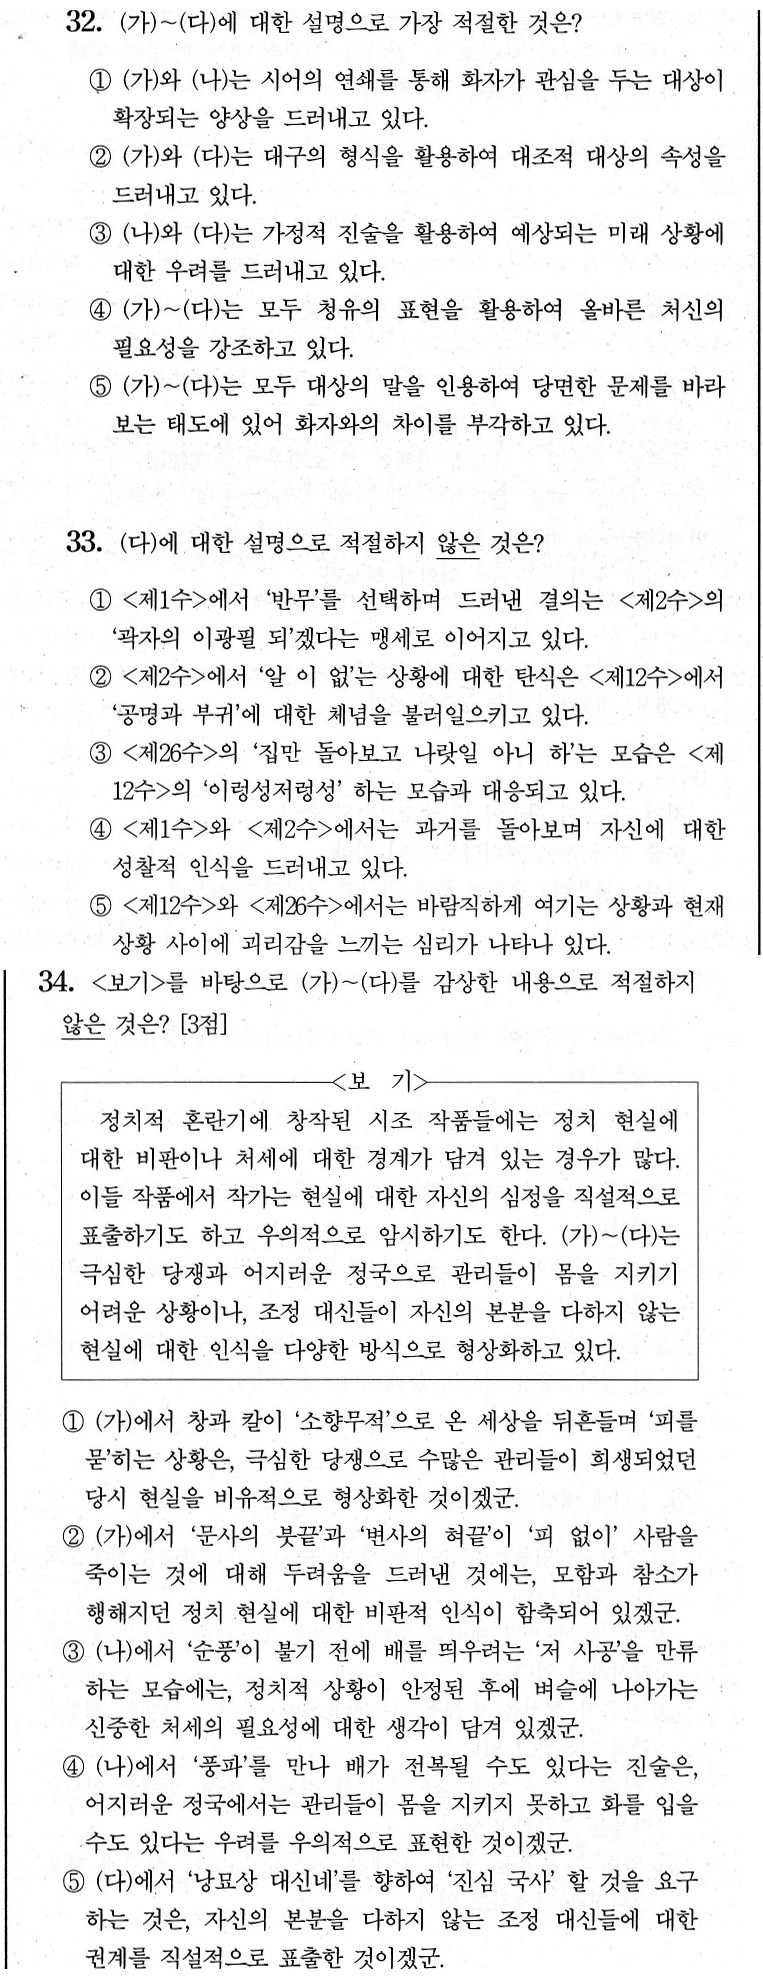 32. (가)~(다)에 대한 설명으로 가장 적절한 것은?
① (가)와 (나)는 시어의 연쇄를 통해 화자가 관심을 두는 대상이
확장되는 양상을 드러내고 있다.
② (가)와 (다)는 대구의 형식을 활용하여 대조적 대상의 속성을
드러내고 있다.
③ (나)와 (다)는 가정적 진술을 활용하여 예상되는 미래 상황에
대한 우려를 드러내고 있다.
④ (가)~(다)는 모두 청유의 표현을 활용하여 올바른 처신의
필요성을 강조하고 있다.
⑤ (가)~(다)는 모두 대상의 말을 인용하여 당면한 문제를 바라
보는 태도에 있어 화자와의 차이를 부각하고 있다.
33. (다)에 대한 설명으로 적절하지 않은 것은?
① <제1수>에서 ‘반무’를 선택하며 드러낸 결의는 <제2수>의
‘곽자의 이광필 되’겠다는 맹세로 이어지고 있다.
② <제2수>에서 ‘알 이 없’는 상황에 대한 탄식은 <제12수>에서
‘공명과 부귀’에 대한 체념을 불러일으키고 있다.
③ <제26수>의 ‘집만 돌아보고 나랏일 아니 하’는 모습은 <제
12수>의 ‘이렁성저렁성’ 하는 모습과 대응되고 있다.
④ <제1수>와 <제2수>에서는 과거를 돌아보며 자신에 대한
성찰적 인식을 드러내고 있다.
⑤ <제12수>와 <제26수>에서는 바람직하게 여기는 상황과 현재
상황 사이에 괴리감을 느끼는 심리가 나타나 있다.
34. <보기>를 바탕으로 (가)~(다)를 감상한 내용으로 적절하지
않은 것은? [3점]
<보 기>
정치적 혼란기에 창작된 시조 작품들에는 정치 현실에
대한 비판이나 처세에 대한 경계가 담겨 있는 경우가 많다.
이들 작품에서 작가는 현실에 대한 자신의 심정을 직설적으로
표출하기도 하고 우의적으로 암시하기도 한다. (가)~(다)는
극심한 당쟁과 어지러운 정국으로 관리들이 몸을 지키기
어려운 상황이나, 조정 대신들이 자신의 본분을 다하지 않는
현실에 대한 인식을 다양한 방식으로 형상화하고 있다.
① (가)에서 창과 칼이 ‘소향무적’으로 온 세상을 뒤흔들며 ‘피를
묻’히는 상황은, 극심한 당쟁으로 수많은 관리들이 희생되었던
당시 현실을 비유적으로 형상화한 것이겠군.
② (가)에서 ‘문사의 붓끝’과 ‘변사의 혀끝’이 ‘피 없이’ 사람을
죽이는 것에 대해 두려움을 드러낸 것에는, 모함과 참소가
행해지던 정치 현실에 대한 비판적 인식이 함축되어 있겠군.
③ (나)에서 ‘순풍’이 불기 전에 배를 띄우려는 ‘저 사공’을 만류
하는 모습에는, 정치적 상황이 안정된 후에 벼슬에 나아가는
신중한 처세의 필요성에 대한 생각이 담겨 있겠군.
④ (나)에서 ‘풍파’를 만나 배가 전복될 수도 있다는 진술은,
어지러운 정국에서는 관리들이 몸을 지키지 못하고 화를 입을
수도 있다는 우려를 우의적으로 표현한 것이겠군.
⑤ (다)에서 ‘낭묘상 대신네’를 향하여 ‘진심 국사’ 할 것을 요구
하는 것은, 자신의 본분을 다하지 않는 조정 대신들에 대한
권계를 직설적으로 표출한 것이겠군.